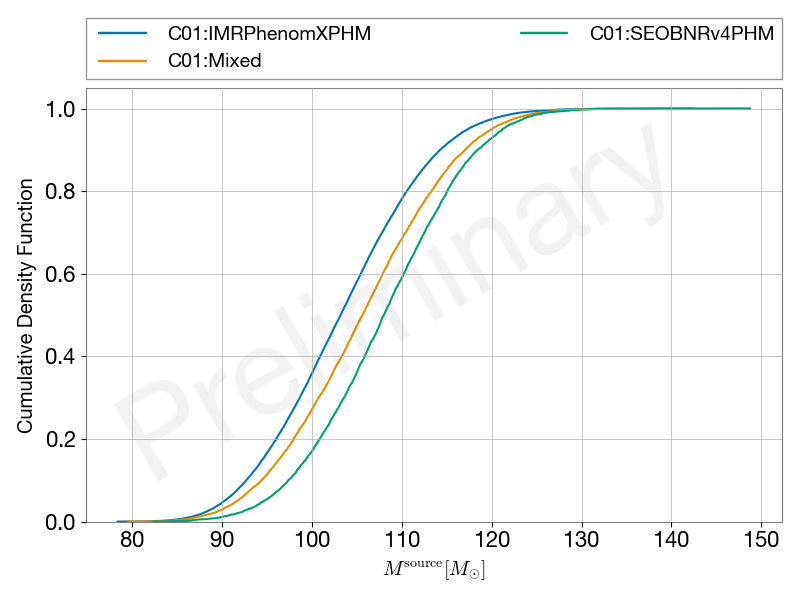 C01:IMRPhenomXPHM
C01:Mixed
C01:SEOBNRv4PHM
Preliminary
Cumulative Density Function
1.0
0.8
0.6
0.4
0.2
0.0
80 90 100 110 120 130 140 150
M^source [M_⊙]